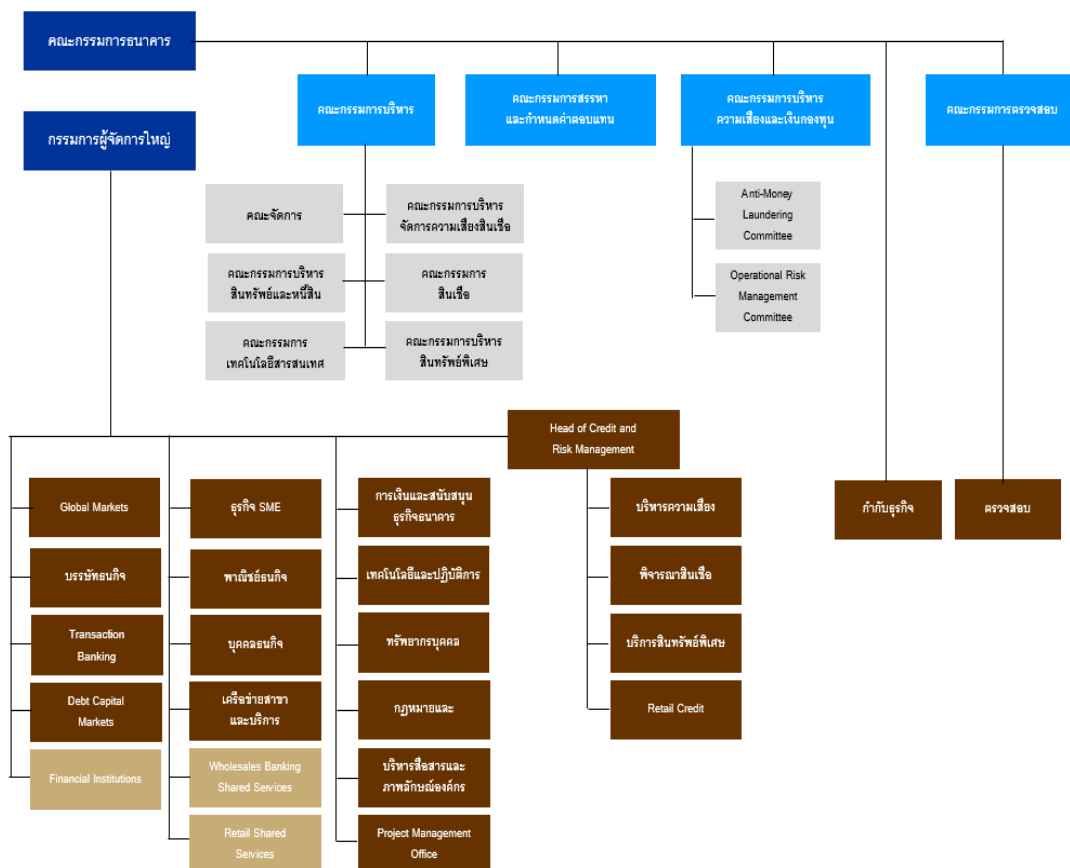 คณะกรรมการธนาคาร
คณะกรรมการบริหาร
คณะกรรมการสรรหา
และกำหนดค่าตอบแทน
คณะกรรมการบริหาร
ความเสี่ยงและเงินกองทุน
คณะกรรมการตรวจสอบ
กรรมการผู้จัดการใหญ่
คณะจัดการ
คณะกรรมการบริหาร
จัดการความเสี่ยงสินเชื่อ
Anti-Money
Laundering
Committee
คณะกรรมการบริหาร
สินทรัพย์และหนี้สิน
คณะกรรมการ
สินเชื่อ
Operational Risk
Management
Committee
คณะกรรมการ
เทคโนโลยีสารสนเทศ
คณะกรรมการบริหาร
สินทรัพย์พิเศษ
Head of Credit and
Risk Management
Global Markets
ธุรกิจ SME
การเงินและสนับสนุน
ธุรกิจธนาคาร
บริหารความเสี่ยง
กำกับธุรกิจ
ตรวจสอบ
บรรษัทธนกิจ
พาณิชย์ธนกิจ
เทคโนโลยีและปฏิบัติการ
พิจารณาสินเชื่อ
Transaction
Banking
บุคคลธนกิจ
ทรัพยากรบุคคล
บริการสินทรัพย์พิเศษ
Debt Capital
Markets
เครือข่ายสาขา
และบริการ
กฎหมายและ
Retail Credit
Financial Institutions
Wholesales Banking
Shared Services
บริหารสื่อสารและ
ภาพลักษณ์องค์กร
Retail Shared
Services
Project Management
Office